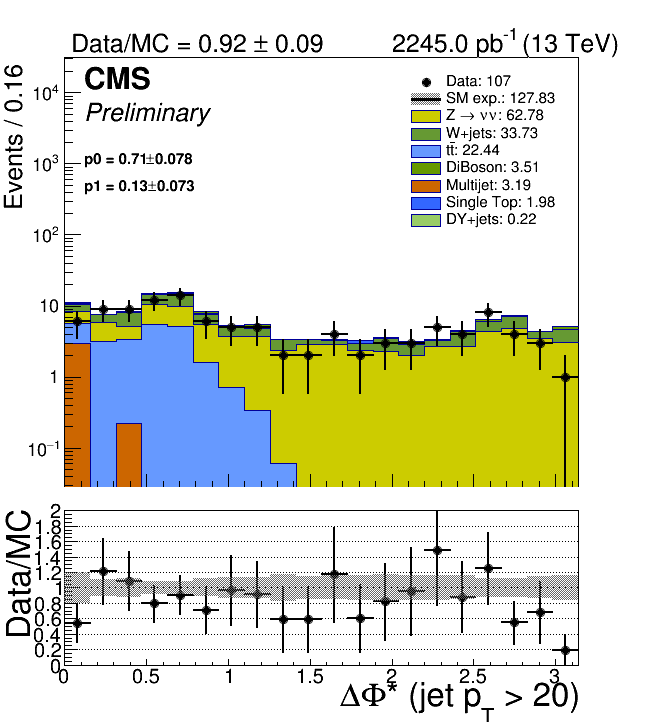 Data/MC = 0.92 ± 0.09 2245.0 pb⁻¹ (13 TeV)
CMS
Preliminary
p0 = 0.71±0.078
p1 = 0.13±0.073
Data: 107
SM exp.: 127.83
Z → νν: 62.78
W+jets: 33.73
tt̄: 22.44
DiBoson: 3.51
Multijet: 3.19
Single Top: 1.98
DY+jets: 0.22
Events / 0.16
10⁴
10³
10²
10
1
10⁻¹
Data/MC
2
1.8
1.6
1.4
1.2
1
0.8
0.6
0.4
0.2
0
0 0.5 1 1.5 2 2.5 3
ΔΦ* (jet p_T > 20)